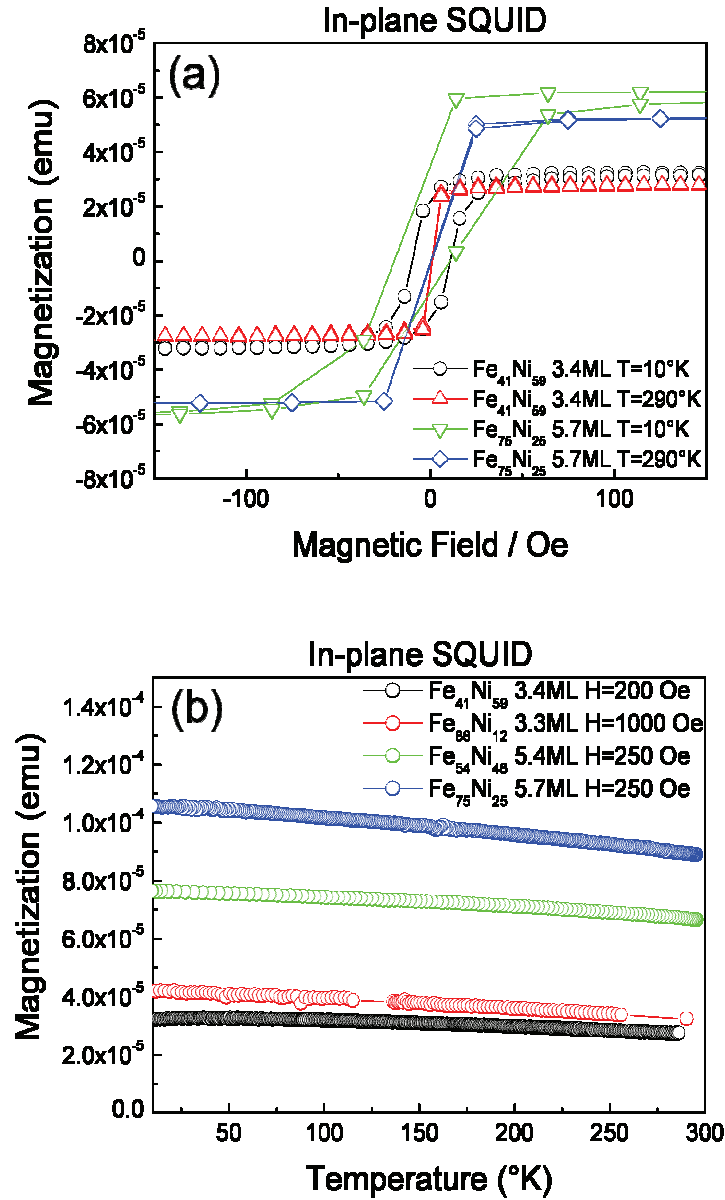 In-plane SQUID
(a)
8x10⁻⁵
6x10⁻⁵
4x10⁻⁵
2x10⁻⁵
0
-2x10⁻⁵
-4x10⁻⁵
-6x10⁻⁵
-8x10⁻⁵
Magnetization (emu)
Fe₄₁Ni₅₉ 3.4ML T=10°K
Fe₄₁Ni₅₉ 3.4ML T=290°K
Fe₇₅Ni₂₅ 5.7ML T=10°K
Fe₇₅Ni₂₅ 5.7ML T=290°K
-100 0 100
Magnetic Field / Oe
In-plane SQUID
(b)
Fe₄₁Ni₅₉ 3.4ML H=200 Oe
Fe₈₈Ni₁₂ 3.3ML H=1000 Oe
Fe₅₄Ni₄₆ 5.4ML H=250 Oe
Fe₇₅Ni₂₅ 5.7ML H=250 Oe
1.4x10⁻⁴
1.2x10⁻⁴
1.0x10⁻⁴
8.0x10⁻⁵
6.0x10⁻⁵
4.0x10⁻⁵
2.0x10⁻⁵
0.0
Magnetization (emu)
50 100 150 200 250 300
Temperature (°K)